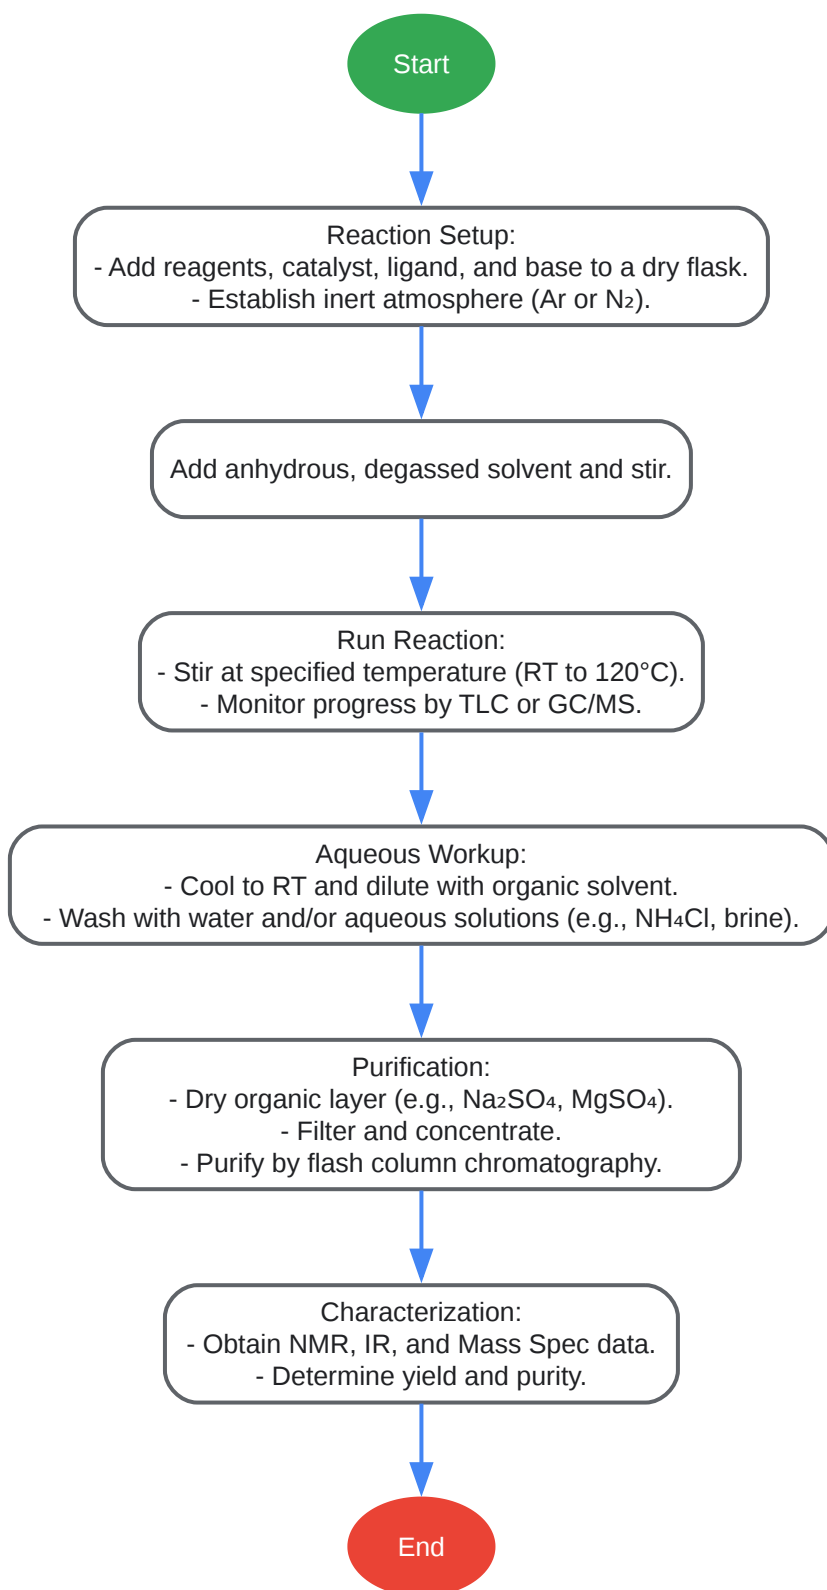 Start
Reaction Setup:
- Add reagents, catalyst, ligand, and base to a dry flask.
- Establish inert atmosphere (Ar or N₂).
Add anhydrous, degassed solvent and stir.
Run Reaction:
- Stir at specified temperature (RT to 120°C).
- Monitor progress by TLC or GC/MS.
Aqueous Workup:
- Cool to RT and dilute with organic solvent.
- Wash with water and/or aqueous solutions (e.g., NH₄Cl, brine).
Purification:
- Dry organic layer (e.g., Na₂SO₄, MgSO₄).
- Filter and concentrate.
- Purify by flash column chromatography.
Characterization:
- Obtain NMR, IR, and Mass Spec data.
- Determine yield and purity.
End